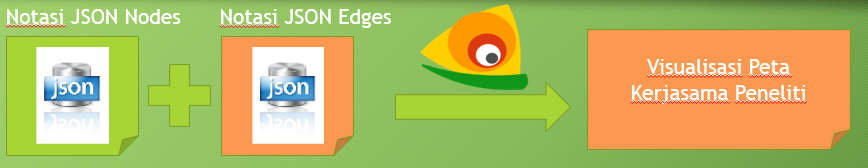 Notasi JSON Nodes
Notasi JSON Edges
json
json
Visualisasi Peta
Kerjasama Peneliti